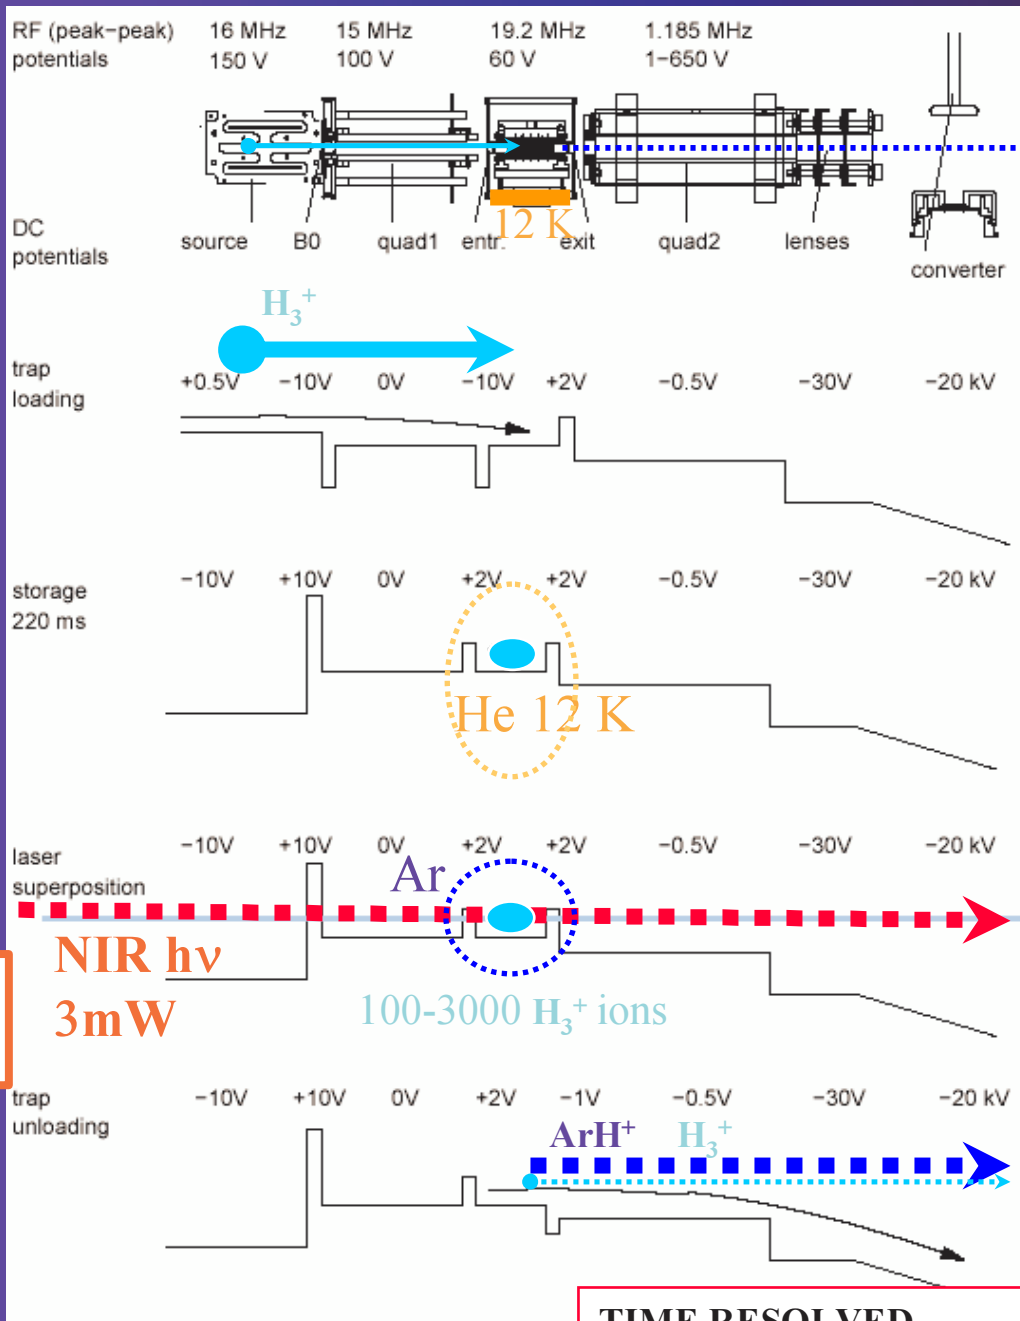 RF (peak-peak) 16 MHz 15 MHz 19.2 MHz 1.185 MHz
potentials 150 V 100 V 60 V 1-650 V
12 K
DC
potentials source B0 quad1 entr. exit quad2 lenses
converter
H₃⁺
trap
loading +0.5V -10V 0V -10V +2V -0.5V -30V -20 kV
storage -10V +10V 0V +2V +2V -0.5V -30V -20 kV
220 ms
He 12 K
laser -10V +10V 0V +2V +2V -0.5V -30V -20 kV
superposition
Ar
NIR hν
3mW
100-3000 H₃⁺ ions
trap -10V +10V 0V +2V -1V -0.5V -30V -20 kV
unloading
ArH⁺ H₃⁺
TIME RESOLVED